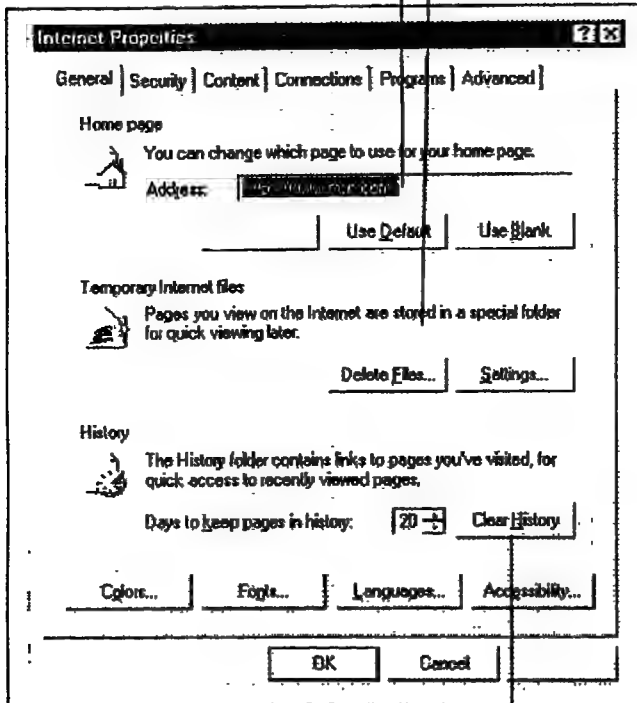 Internet Properties
General Security Content Connections Programs Advanced
Home page
You can change which page to use for your home page.
Address:
Use Default Use Blank
Temporary Internet files
Pages you view on the Internet are stored in a special folder
for quick viewing later.
Delete Files... Settings...
History
The History folder contains links to pages you've visited, for
quick access to recently viewed pages.
Days to keep pages in history: 20 Clear History
Colors... Fonts... Languages... Accessibility...
OK Cancel